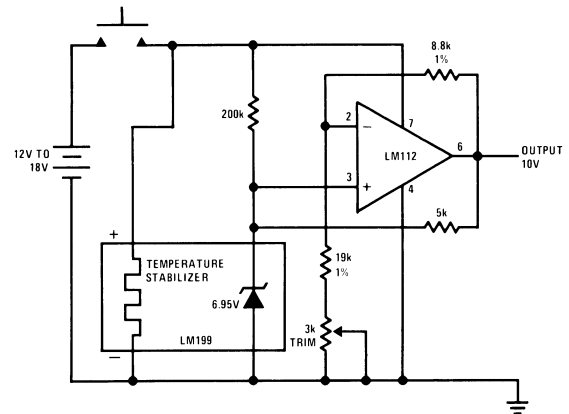 8.8k
1%
200k
2
−
7
LM112
6
OUTPUT
10V
12V TO
18V
3
+
4
5k
+
TEMPERATURE
STABILIZER
19k
1%
6.95V
3k
TRIM
LM199
−